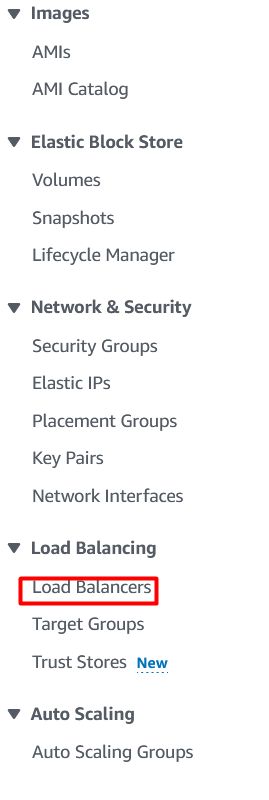 Images
AMIs
AMI Catalog
Elastic Block Store
Volumes
Snapshots
Lifecycle Manager
Network & Security
Security Groups
Elastic IPs
Placement Groups
Key Pairs
Network Interfaces
Load Balancing
Load Balancers
Target Groups
Trust Stores New
Auto Scaling
Auto Scaling Groups